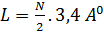 L = N/2 . 3,4 A⁰